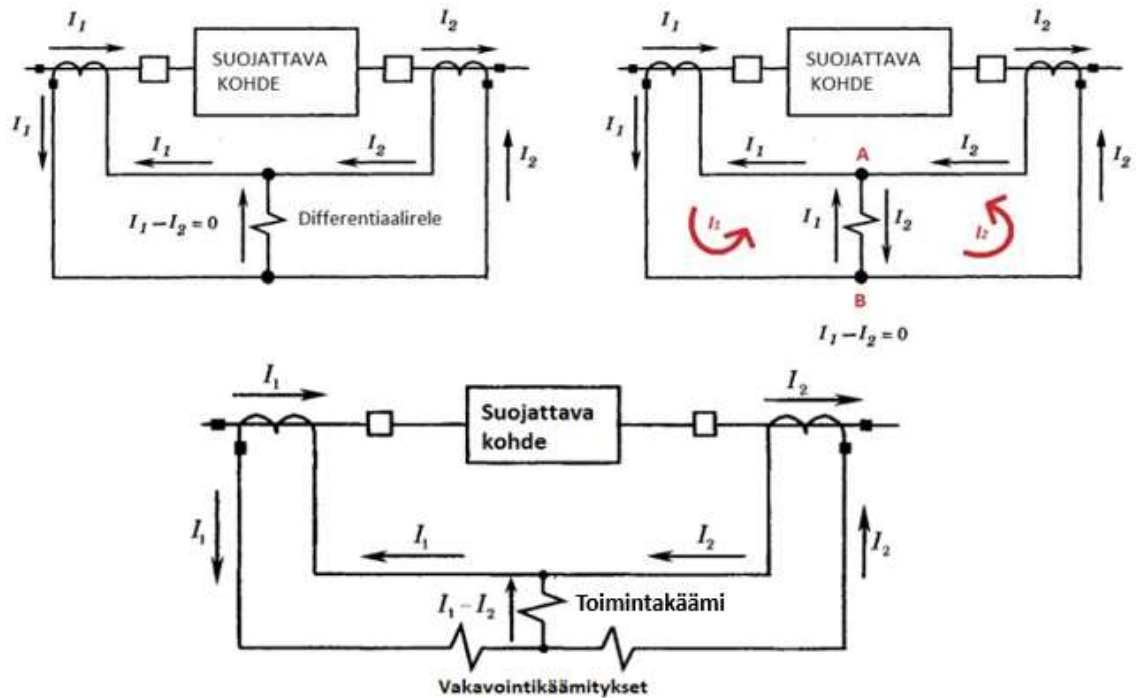 I₁
SUOJATTAVA
KOHDE
I₂
I₁
I₁
I₂
I₂
I₁ – I₂ = 0
Differentiaalirele
I₁
SUOJATTAVA
KOHDE
I₂
I₁
I₁
A
I₂
I₂
I₁
I₁
I₂
I₂
B
I₁ – I₂ = 0
I₁
Suojattava
kohde
I₂
I₁
I₁
I₂
I₂
I₁ – I₂
Toimintakäämi
Vakavointikäämitykset